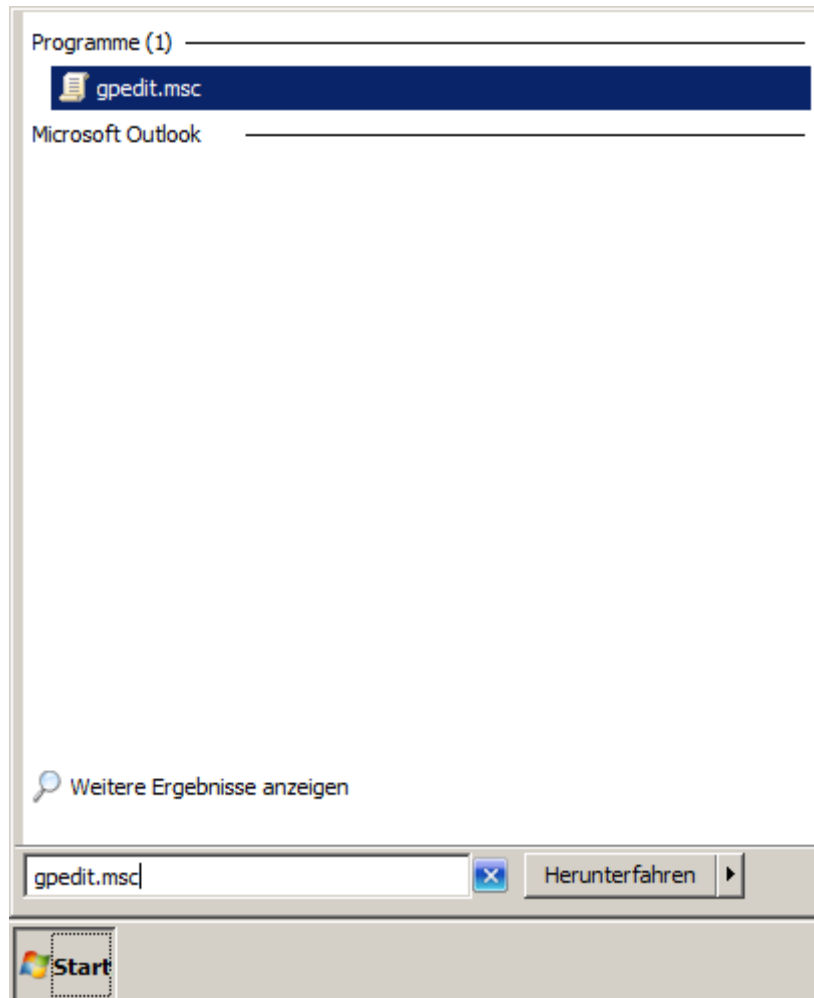 Programme (1)
gpedit.msc
Microsoft Outlook
Weitere Ergebnisse anzeigen
gpedit.msc
Herunterfahren
Start